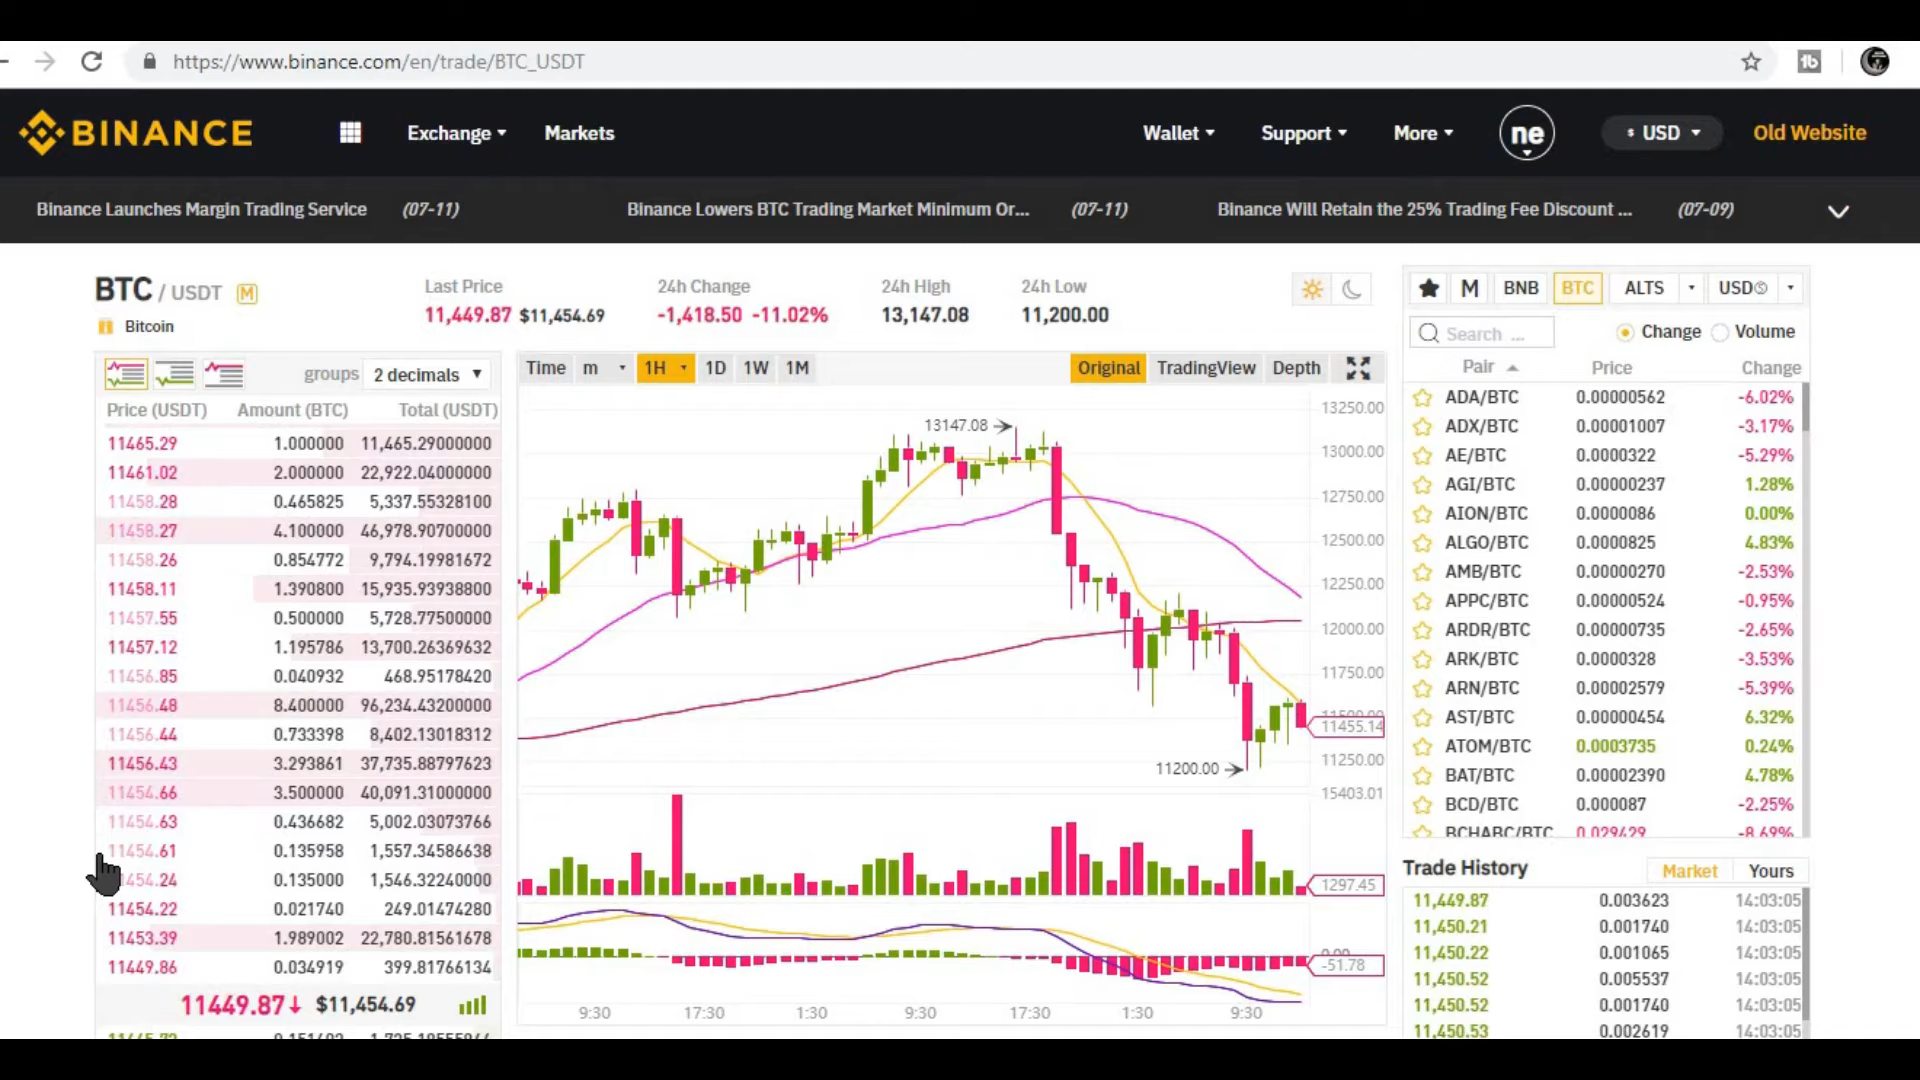 https://www.binance.com/en/trade/BTC_USDT
BINANCE
Exchange
Markets
Wallet
Support
More
ne
$ USD
Old Website
Binance Launches Margin Trading Service (07-11)
Binance Lowers BTC Trading Market Minimum Or... (07-11)
Binance Will Retain the 25% Trading Fee Discount ... (07-09)
BTC / USDT M
Bitcoin
Last Price
11,449.87 $11,454.69
24h Change
-1,418.50 -11.02%
24h High
13,147.08
24h Low
11,200.00
groups 2 decimals
Price (USDT) Amount (BTC) Total (USDT)
11465.29 1.000000 11,465.29000000
11461.02 2.000000 22,922.04000000
11458.28 0.465825 5,337.55328100
11458.27 4.100000 46,978.90700000
11458.26 0.854772 9,794.19981672
11458.11 1.390800 15,935.93938800
11457.55 0.500000 5,728.77500000
11457.12 1.195786 13,700.26369632
11456.85 0.040932 468.95178420
11456.48 8.400000 96,234.43200000
11456.44 0.733398 8,402.13018312
11456.43 3.293861 37,735.88797623
11454.66 3.500000 40,091.31000000
11454.63 0.436682 5,002.03073766
11454.61 0.135958 1,557.34586638
454.24 0.135000 1,546.32240000
11454.22 0.021740 249.01474280
11453.39 1.989002 22,780.81561678
11449.86 0.034919 399.81766134
11449.87↓ $11,454.69
Time m 1H 1D 1W 1M
Original TradingView Depth
13250.00
13147.08
13000.00
12750.00
12500.00
12250.00
12000.00
11750.00
11455.14
11250.00
11200.00
15403.01
1297.45
0.00
-51.78
9:30 17:30 1:30 9:30 17:30 1:30 9:30
M BNB BTC ALTS USDⓈ
Search ...
Change Volume
Pair Price Change
ADA/BTC 0.00000562 -6.02%
ADX/BTC 0.00001007 -3.17%
AE/BTC 0.0000322 -5.29%
AGI/BTC 0.00000237 1.28%
AION/BTC 0.0000086 0.00%
ALGO/BTC 0.0000825 4.83%
AMB/BTC 0.00000270 -2.53%
APPC/BTC 0.00000524 -0.95%
ARDR/BTC 0.00000735 -2.65%
ARK/BTC 0.0000328 -3.53%
ARN/BTC 0.00002579 -5.39%
AST/BTC 0.00000454 6.32%
ATOM/BTC 0.0003735 0.24%
BAT/BTC 0.00002390 4.78%
BCD/BTC 0.000087 -2.25%
BCHABC/BTC 0.029429 -8.69%
Trade History
Market Yours
11,449.87 0.003623 14:03:05
11,450.21 0.001740 14:03:05
11,450.22 0.001065 14:03:05
11,450.52 0.005537 14:03:05
11,450.52 0.001740 14:03:05
11,450.53 0.002619 14:03:05